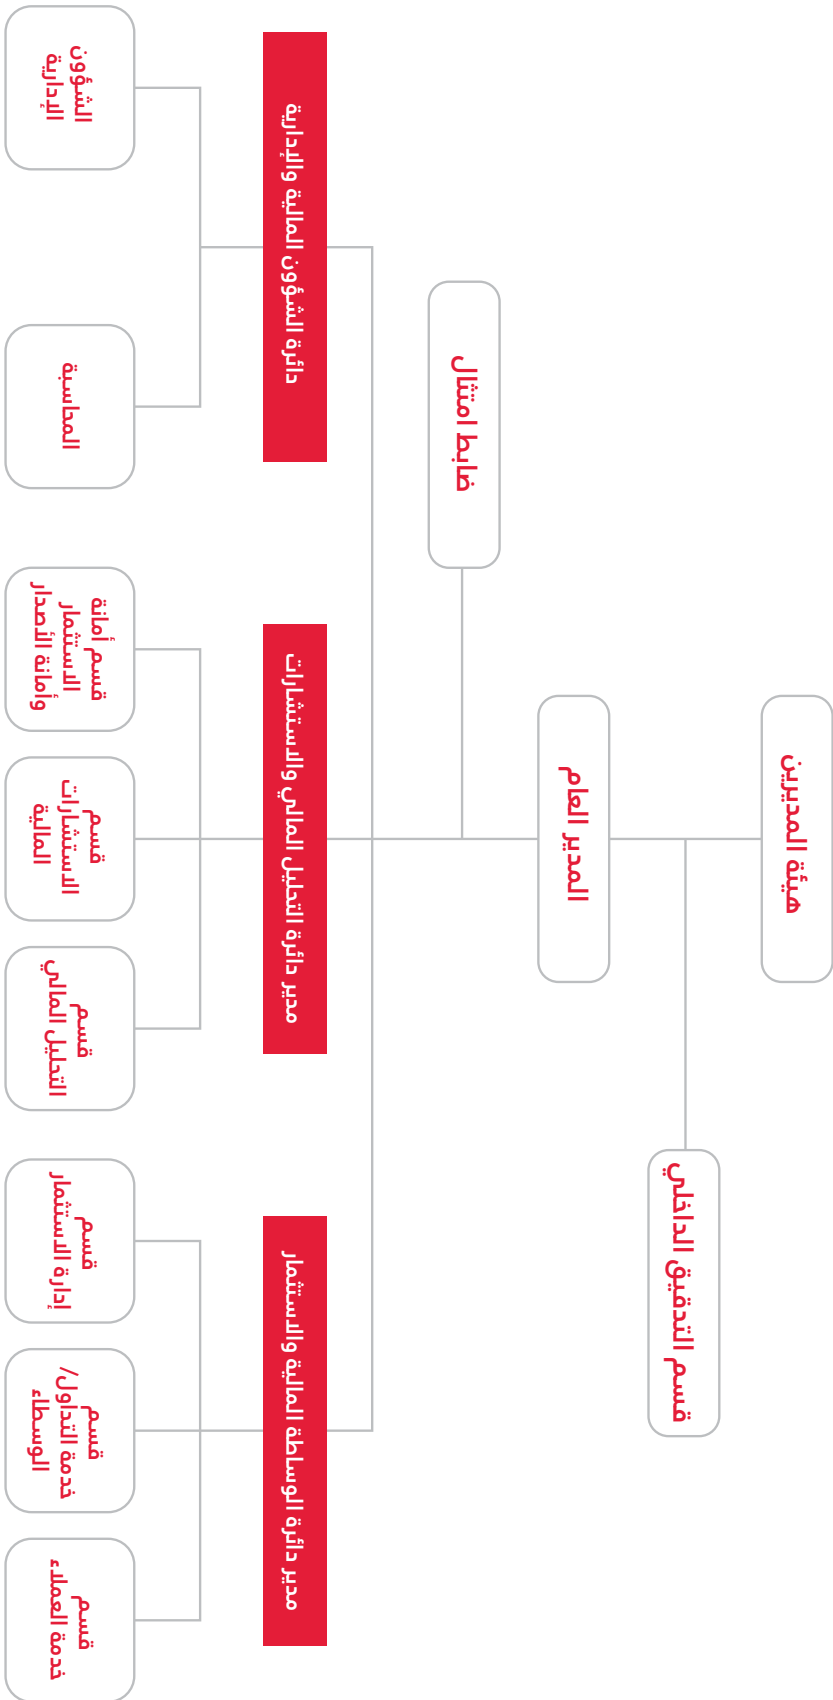 هيئة المديرين
قسم التدقيق الداخلي
المدير العام
ضابط امتثال
مدير دائرة الوساطة المالية والاستثمار
مدير دائرة التحليل المالي والاستشارات
دائرة الشؤون المالية والإدارية
قسم
خدمة العملاء
قسم
خدمة التداول/
الوسطاء
قسم
إدارة الاستثمار
قسم
التحليل المالي
قسم
الاستشارات
المالية
قسم أمانة
الاستثمار
وأمانة الأصدار
المحاسبة
الشؤون
الإدارية